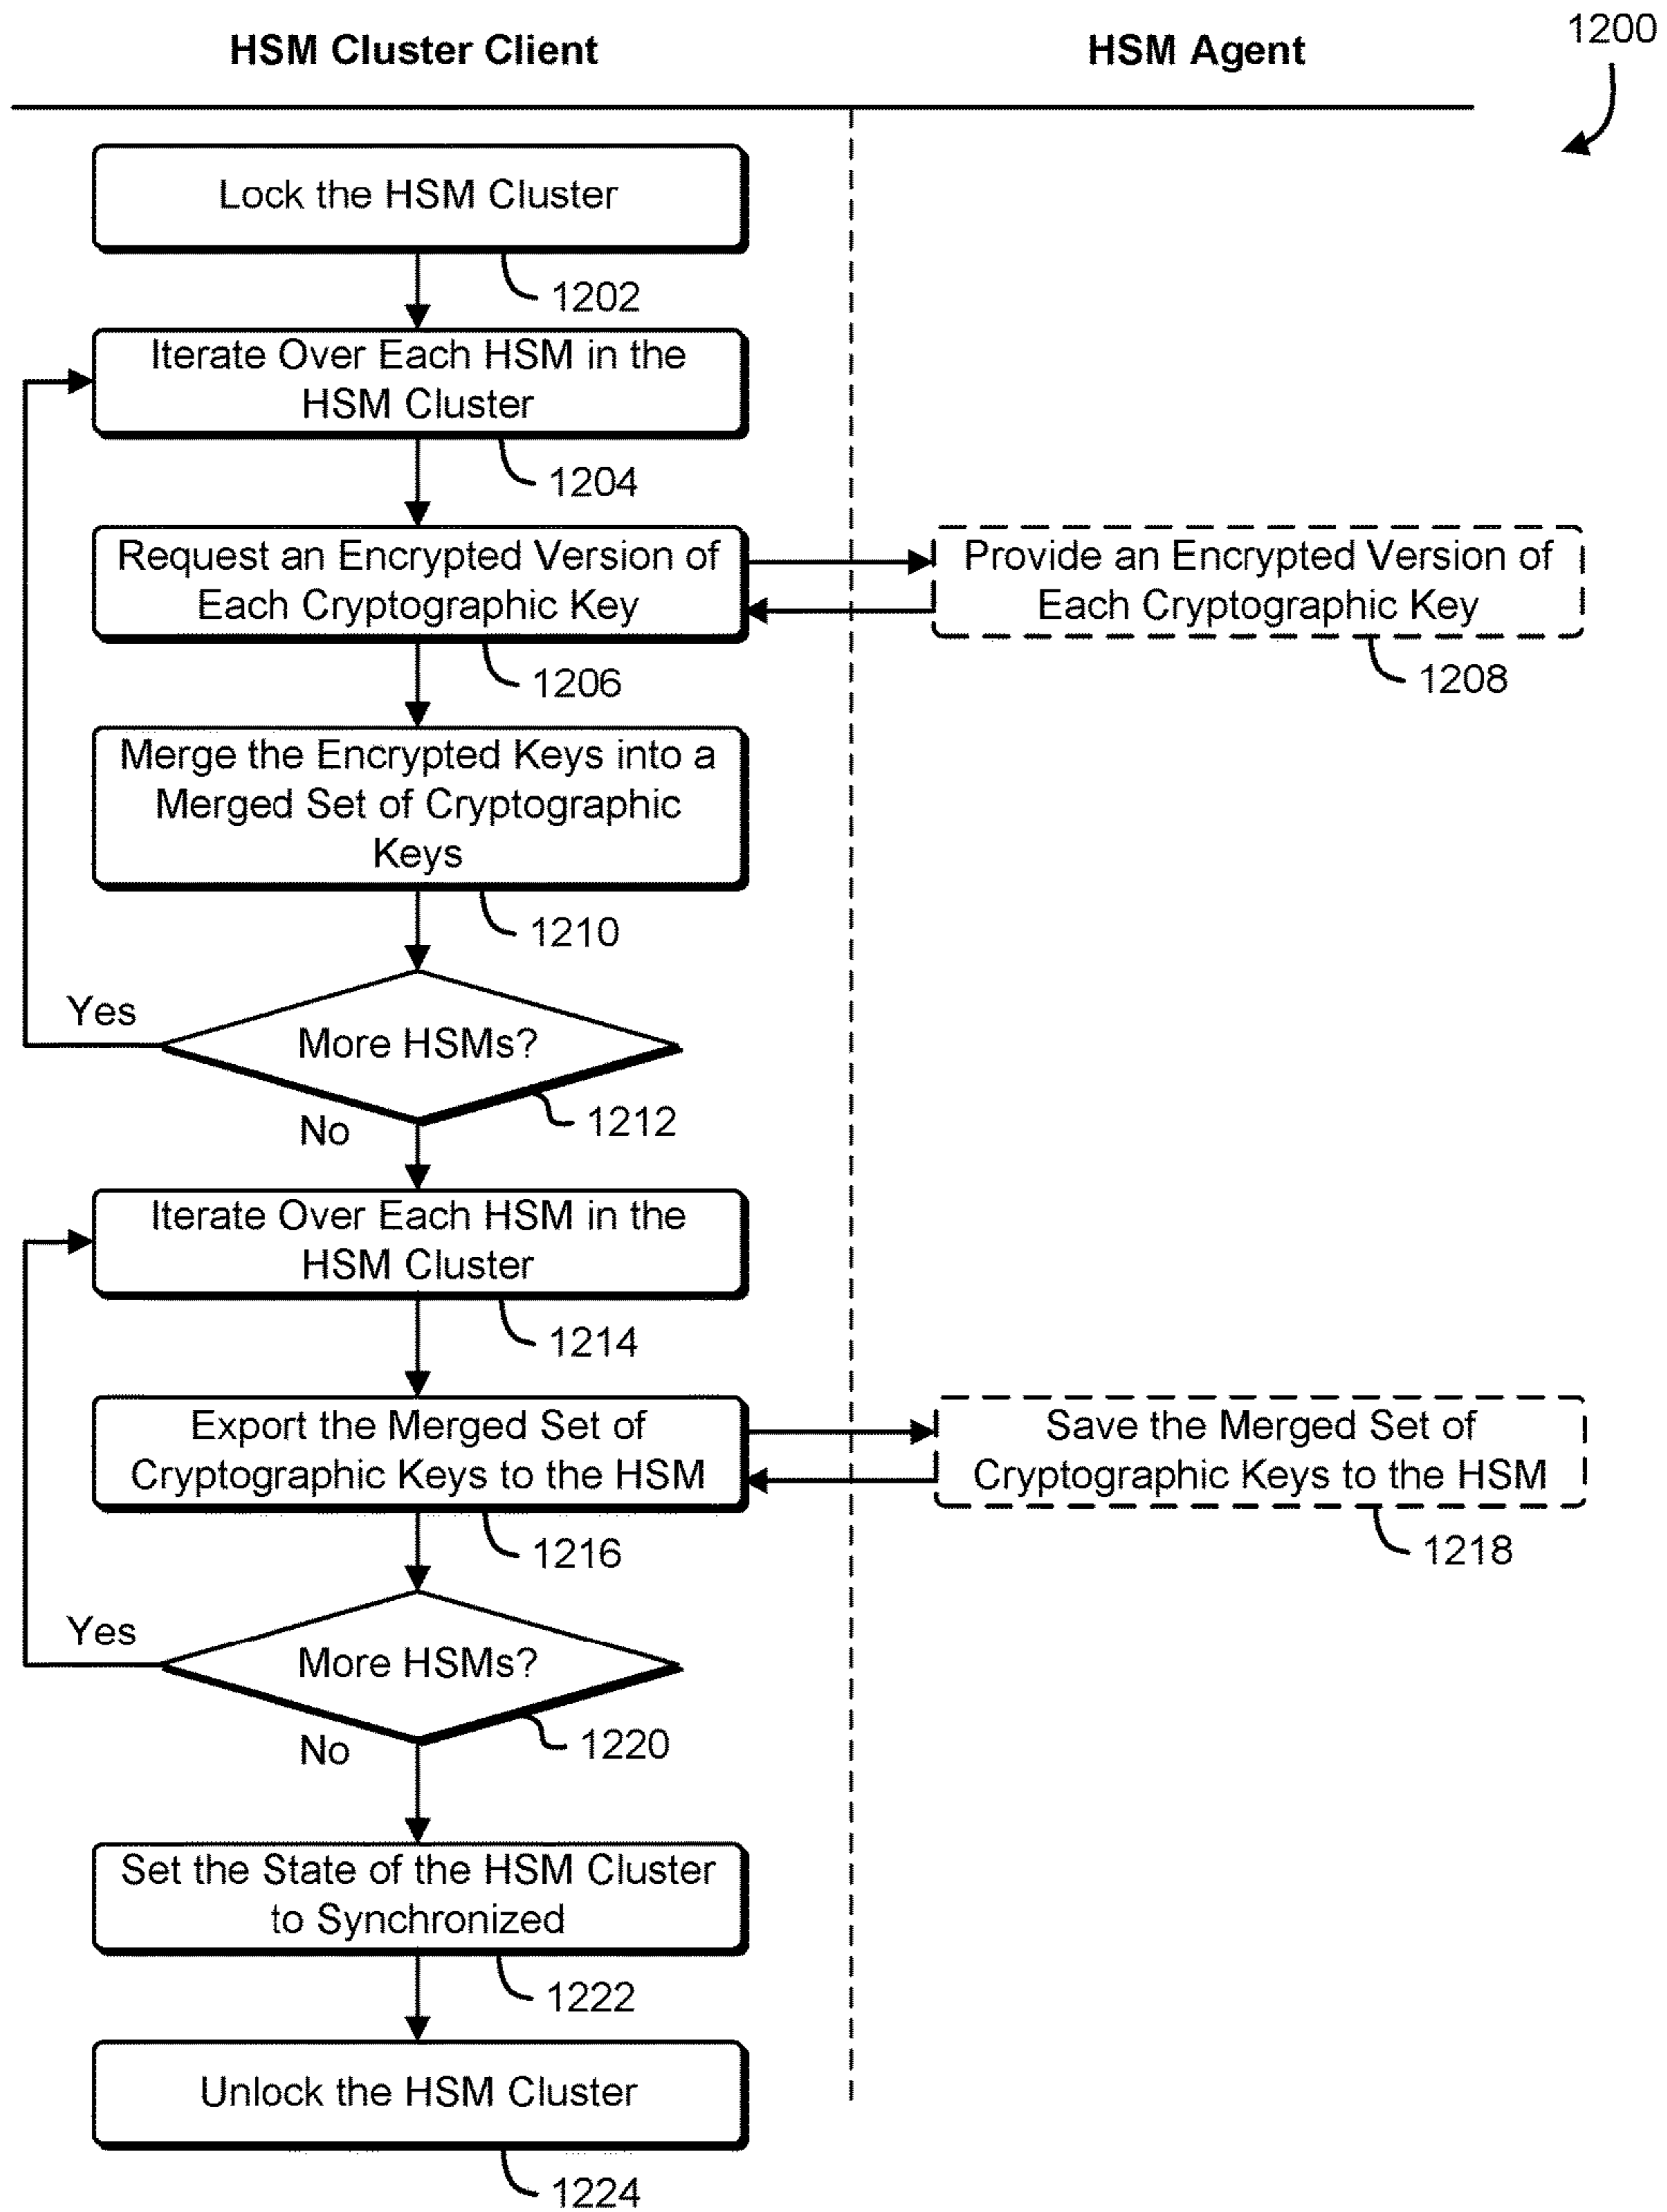 HSM Cluster Client
HSM Agent
1200
Lock the HSM Cluster
1202
Iterate Over Each HSM in the
HSM Cluster
1204
Request an Encrypted Version of
Each Cryptographic Key
1206
Provide an Encrypted Version of
Each Cryptographic Key
1208
Merge the Encrypted Keys into a
Merged Set of Cryptographic
Keys
1210
Yes
More HSMs?
1212
No
Iterate Over Each HSM in the
HSM Cluster
1214
Export the Merged Set of
Cryptographic Keys to the HSM
1216
Save the Merged Set of
Cryptographic Keys to the HSM
1218
Yes
More HSMs?
1220
No
Set the State of the HSM Cluster
to Synchronized
1222
Unlock the HSM Cluster
1224